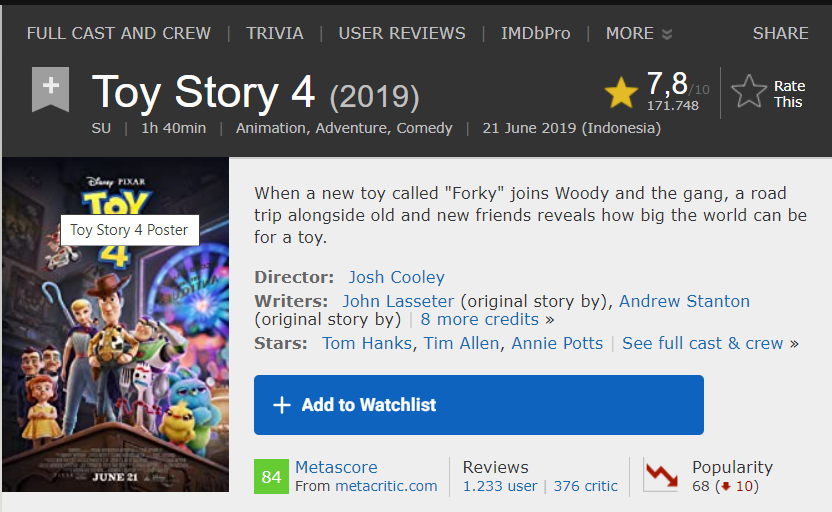 FULL CAST AND CREW | TRIVIA | USER REVIEWS | IMDbPro | MORE | SHARE
Toy Story 4 (2019)
7,8/10
171.748
Rate
This
SU | 1h 40min | Animation, Adventure, Comedy | 21 June 2019 (Indonesia)
Disney PIXAR
TOY
4
Toy Story 4 Poster
JUNE 21
When a new toy called "Forky" joins Woody and the gang, a road
trip alongside old and new friends reveals how big the world can be
for a toy.
Director: Josh Cooley
Writers: John Lasseter (original story by), Andrew Stanton
(original story by) | 8 more credits »
Stars: Tom Hanks, Tim Allen, Annie Potts | See full cast & crew »
+ Add to Watchlist
84
Metascore
From metacritic.com
Reviews
1.233 user | 376 critic
Popularity
68 (10)